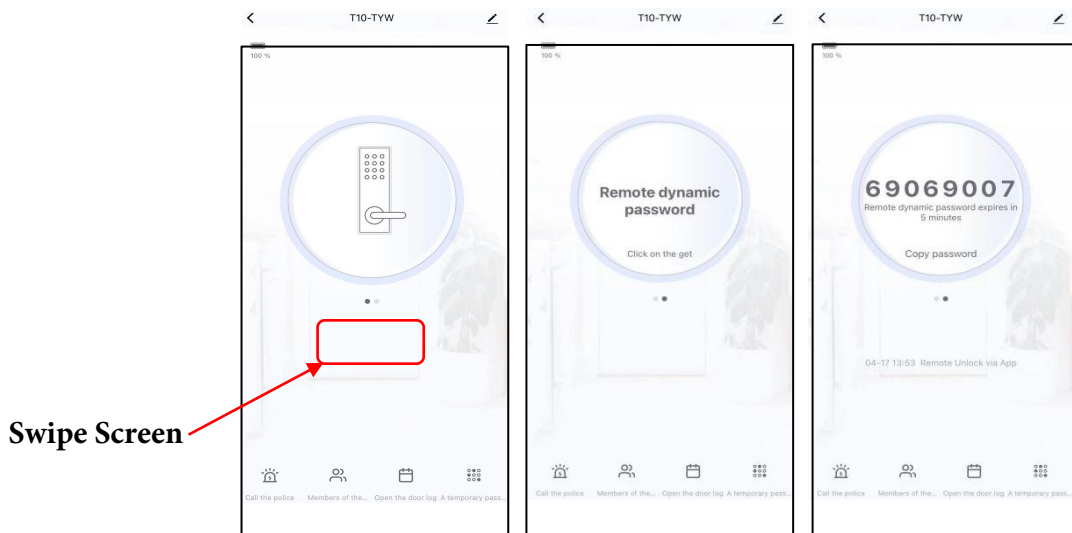 T10-TYW
100 %
Call the police
Members of the...
Open the door log
A temporary pass...
Swipe Screen
T10-TYW
100 %
Remote dynamic
password
Click on the get
Call the police
Members of the...
Open the door log
A temporary pass...
T10-TYW
100 %
69069007
Remote dynamic password expires in
5 minutes
Copy password
04-17 13:53 Remote Unlock via App
Call the police
Members of the...
Open the door log
A temporary pass...